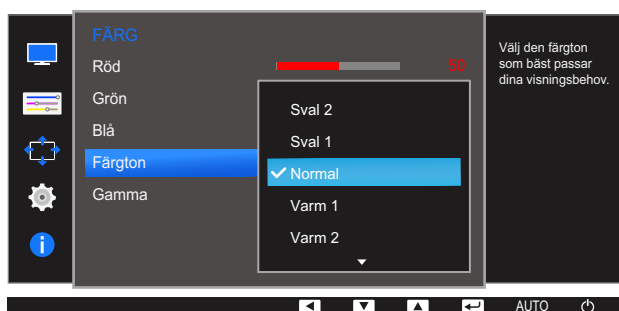 FÄRG
Röd
50
Grön
Blå
Färgton
Gamma
Sval 2
Sval 1
Normal
Varm 1
Varm 2
Välj den färgton
som bäst passar
dina visningsbehov.
AUTO